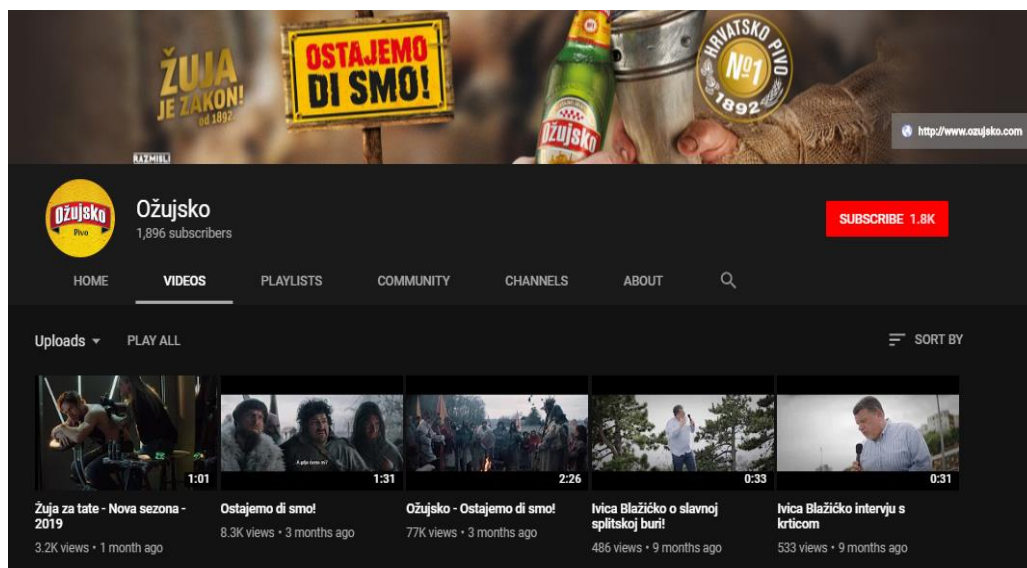 ŽUJA
JE ZAKON!
od 1892
OSTAJEMO
DI SMO!
Ožujsko
HRVATSKO PIVO
Nº1
1892
http://www.ozujsko.com
RAZMISLI
Ožujsko
Pivo
Ožujsko
1,896 subscribers
SUBSCRIBE 1.8K
HOME VIDEOS PLAYLISTS COMMUNITY CHANNELS ABOUT
Uploads PLAY ALL SORT BY
A gdje ćemo mi?
1:01 1:31 2:26 0:33 0:31
Žuja za tate - Nova sezona -
2019
3.2K views • 1 month ago
Ostajemo di smo!
8.3K views • 3 months ago
Ožujsko - Ostajemo di smo!
77K views • 3 months ago
Ivica Blažičko o slavnoj
splitskoj buri!
486 views • 9 months ago
Ivica Blažičko intervju s
krticom
533 views • 9 months ago